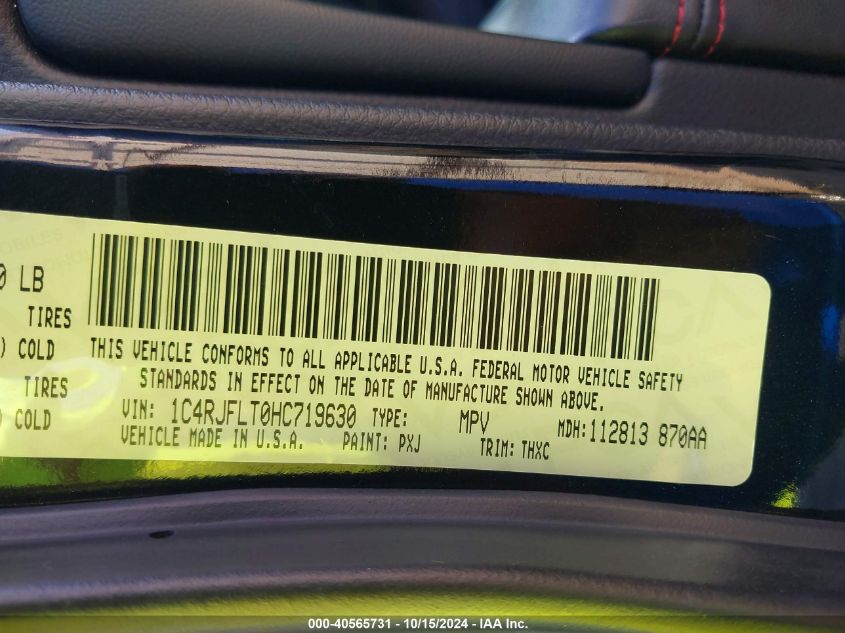 0 LB
TIRES
) COLD
TIRES
) COLD
THIS VEHICLE CONFORMS TO ALL APPLICABLE U.S.A. FEDERAL MOTOR VEHICLE SAFETY
STANDARDS IN EFFECT ON THE DATE OF MANUFACTURE SHOWN ABOVE.
VIN: 1C4RJFLT0HC719630 TYPE: MPV MDH:112813 870AA
VEHICLE MADE IN U.S.A. PAINT: PXJ TRIM: THXC
000-40565731 - 10/15/2024 - IAA Inc.